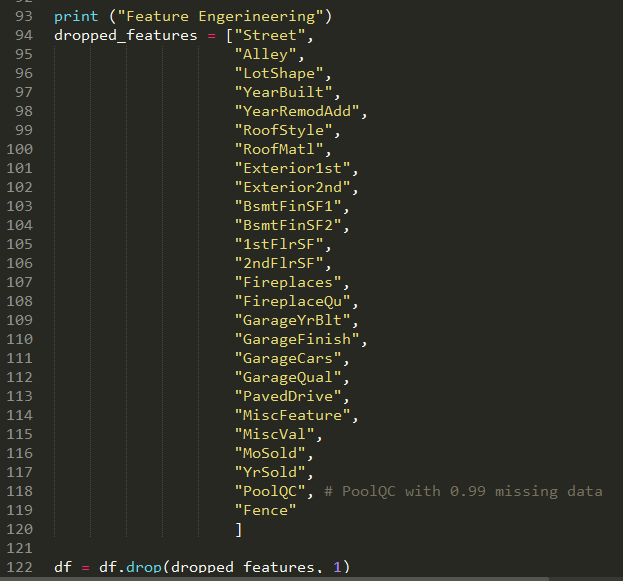 93 print ("Feature Engerineering")
94 dropped_features = ["Street",
95 "Alley",
96 "LotShape",
97 "YearBuilt",
98 "YearRemodAdd",
99 "RoofStyle",
100 "RoofMatl",
101 "Exterior1st",
102 "Exterior2nd",
103 "BsmtFinSF1",
104 "BsmtFinSF2",
105 "1stFlrSF",
106 "2ndFlrSF",
107 "Fireplaces",
108 "FireplaceQu",
109 "GarageYrBlt",
110 "GarageFinish",
111 "GarageCars",
112 "GarageQual",
113 "PavedDrive",
114 "MiscFeature",
115 "MiscVal",
116 "MoSold",
117 "YrSold",
118 "PoolQC", # PoolQC with 0.99 missing data
119 "Fence"
120 ]
121
122 df = df.drop(dropped_features, 1)